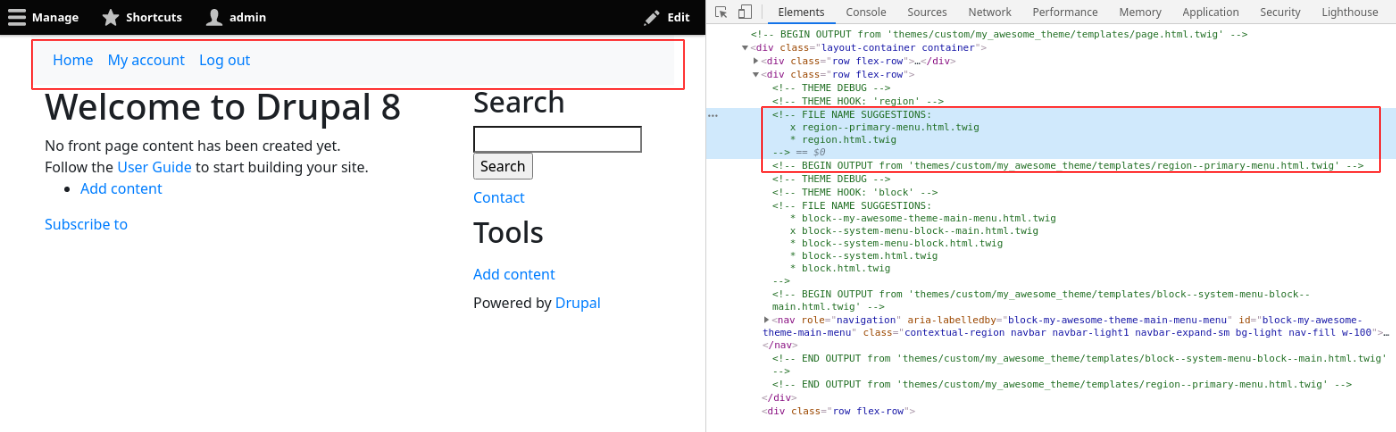 Manage Shortcuts admin Edit
Home My account Log out
Welcome to Drupal 8
No front page content has been created yet.
Follow the User Guide to start building your site.
Add content
Subscribe to
Search
Search
Contact
Tools
Add content
Powered by Drupal
Elements Console Sources Network Performance Memory Application Security Lighthouse
<!-- BEGIN OUTPUT from 'themes/custom/my_awesome_theme/templates/page.html.twig' -->
<div class="layout-container container">
<div class="row flex-row">…</div>
<div class="row flex-row">
<!-- THEME DEBUG -->
<!-- THEME HOOK: 'region' -->
<!-- FILE NAME SUGGESTIONS:
x region--primary-menu.html.twig
* region.html.twig
--> == $0
<!-- BEGIN OUTPUT from 'themes/custom/my_awesome_theme/templates/region--primary-menu.html.twig' -->
<!-- THEME DEBUG -->
<!-- THEME HOOK: 'block' -->
<!-- FILE NAME SUGGESTIONS:
* block--my-awesome-theme-main-menu.html.twig
x block--system-menu-block--main.html.twig
* block--system-menu-block.html.twig
* block--system.html.twig
* block.html.twig
-->
<!-- BEGIN OUTPUT from 'themes/custom/my_awesome_theme/templates/block--system-menu-block--
main.html.twig' -->
<nav role="navigation" aria-labelledby="block-my-awesome-theme-main-menu-menu" id="block-my-awesome-
theme-main-menu" class="contextual-region navbar navbar-light1 navbar-expand-sm bg-light nav-fill w-100">…
</nav>
<!-- END OUTPUT from 'themes/custom/my_awesome_theme/templates/block--system-menu-block--main.html.twig'
-->
<!-- END OUTPUT from 'themes/custom/my_awesome_theme/templates/region--primary-menu.html.twig' -->
</div>
<div class="row flex-row">